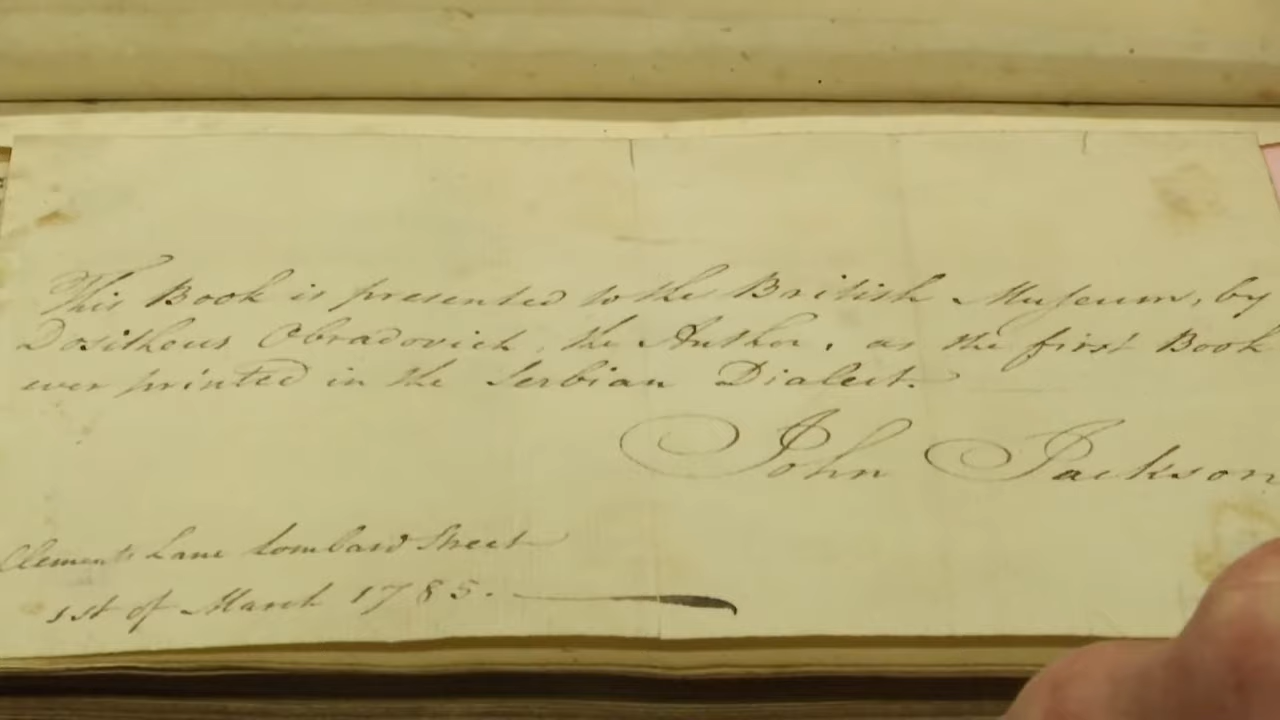 This Book is presented to the British Museum, by
Dositheus Obradovich, the Author, as the first Book
ever printed in the Serbian Dialect.
John Jackson
Clements Lane Lombard Street
1st of March 1785.